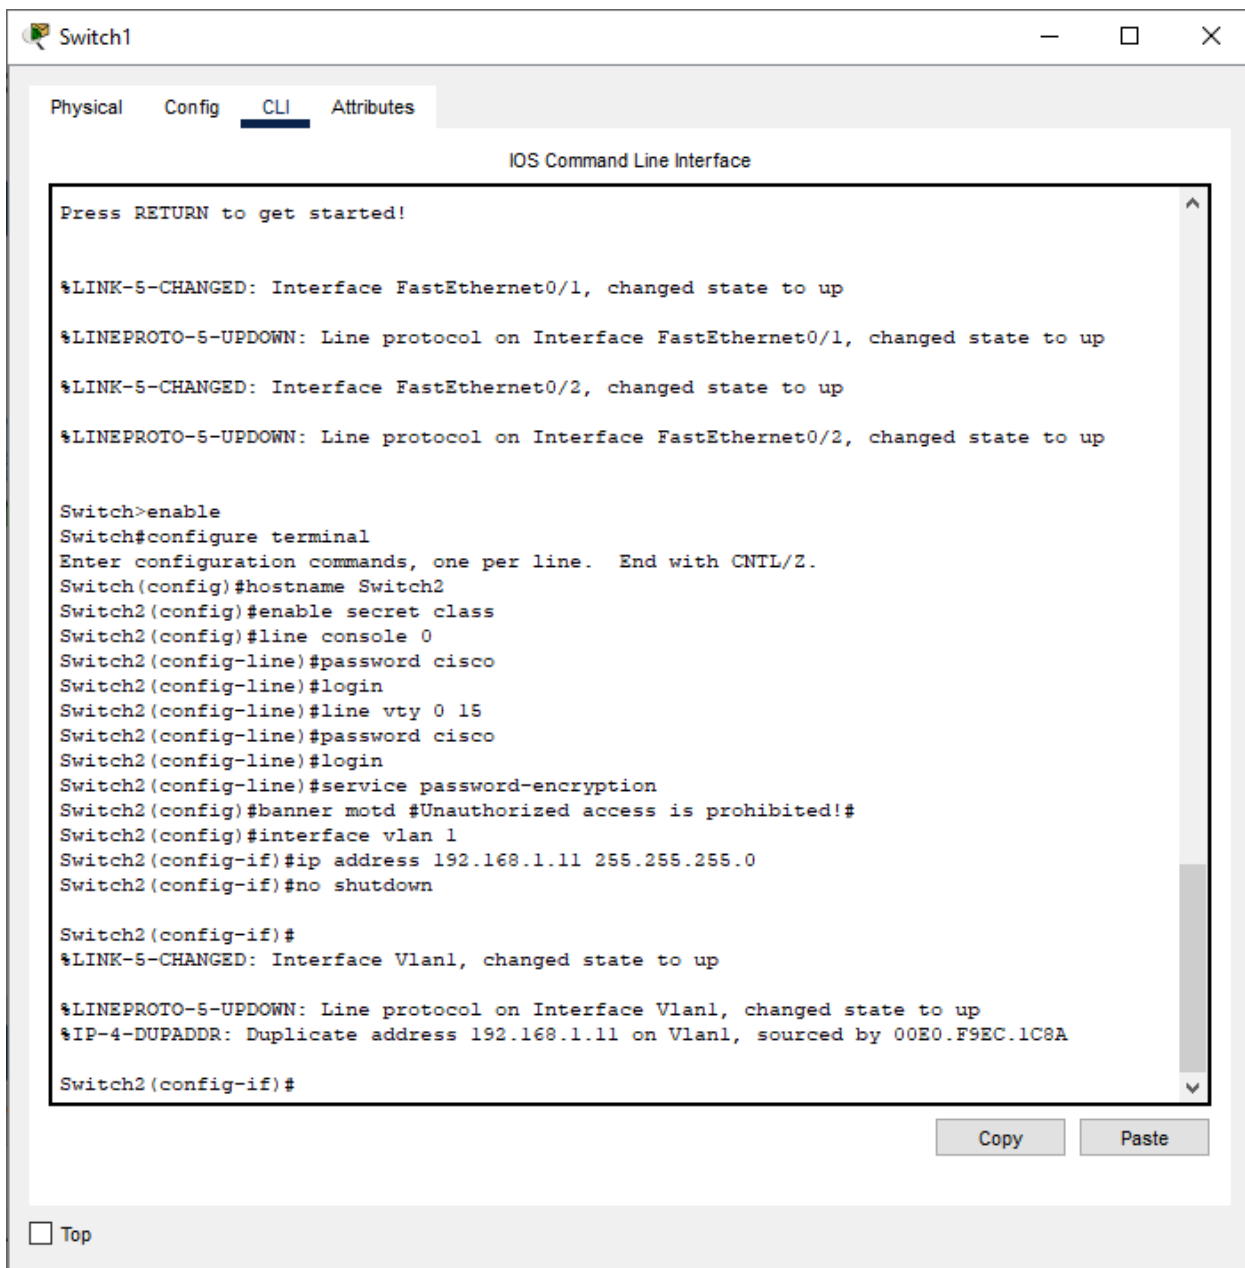 Switch1
Physical Config CLI Attributes
IOS Command Line Interface
Press RETURN to get started!
%LINK-5-CHANGED: Interface FastEthernet0/1, changed state to up
%LINEPROTO-5-UPDOWN: Line protocol on Interface FastEthernet0/1, changed state to up
%LINK-5-CHANGED: Interface FastEthernet0/2, changed state to up
%LINEPROTO-5-UPDOWN: Line protocol on Interface FastEthernet0/2, changed state to up
Switch>enable
Switch#configure terminal
Enter configuration commands, one per line.  End with CNTL/Z.
Switch(config)#hostname Switch2
Switch2(config)#enable secret class
Switch2(config)#line console 0
Switch2(config-line)#password cisco
Switch2(config-line)#login
Switch2(config-line)#line vty 0 15
Switch2(config-line)#password cisco
Switch2(config-line)#login
Switch2(config-line)#service password-encryption
Switch2(config)#banner motd #Unauthorized access is prohibited!#
Switch2(config)#interface vlan 1
Switch2(config-if)#ip address 192.168.1.11 255.255.255.0
Switch2(config-if)#no shutdown
Switch2(config-if)#
%LINK-5-CHANGED: Interface Vlan1, changed state to up
%LINEPROTO-5-UPDOWN: Line protocol on Interface Vlan1, changed state to up
%IP-4-DUPADDR: Duplicate address 192.168.1.11 on Vlan1, sourced by 00E0.F9EC.1C8A
Switch2(config-if)#
Copy Paste
Top